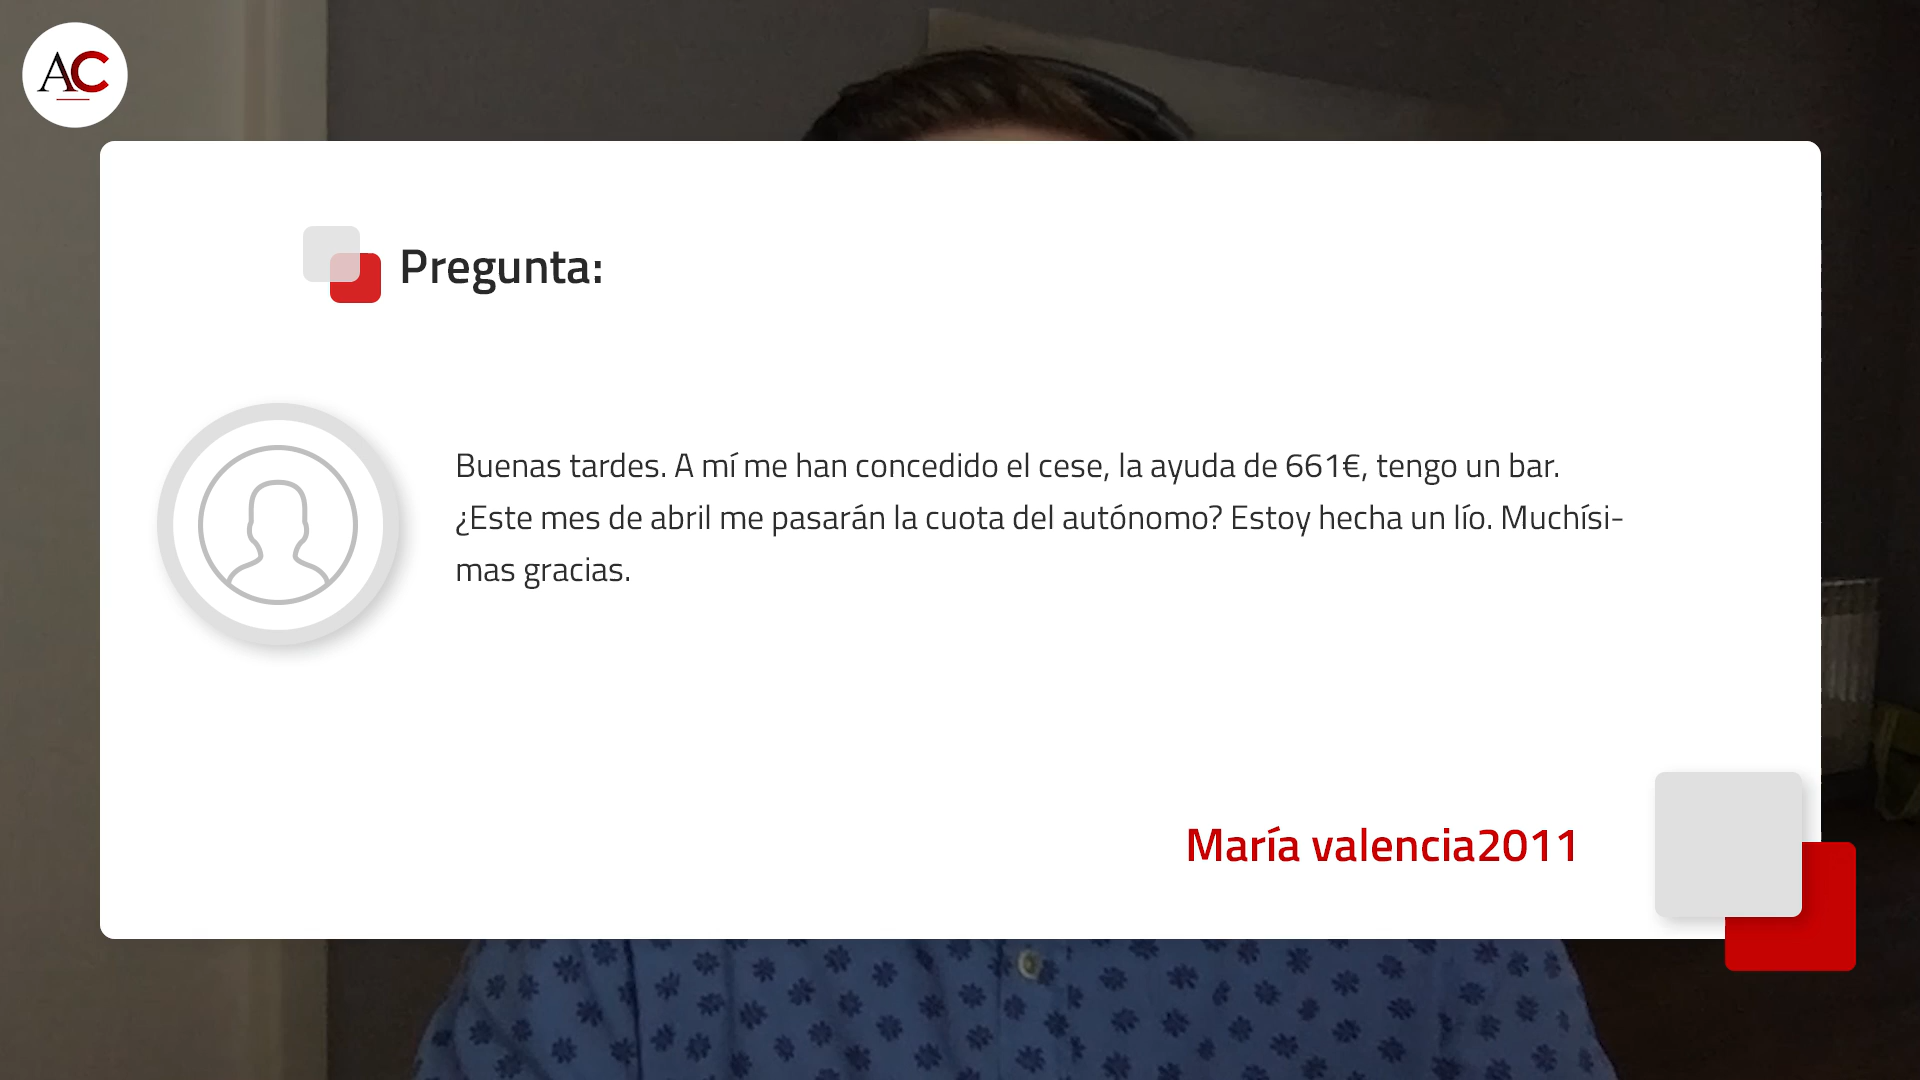 AC
Pregunta:
Buenas tardes. A mí me han concedido el cese, la ayuda de 661€, tengo un bar.
¿Este mes de abril me pasarán la cuota del autónomo? Estoy hecha un lío. Muchísi-
mas gracias.
María valencia2011